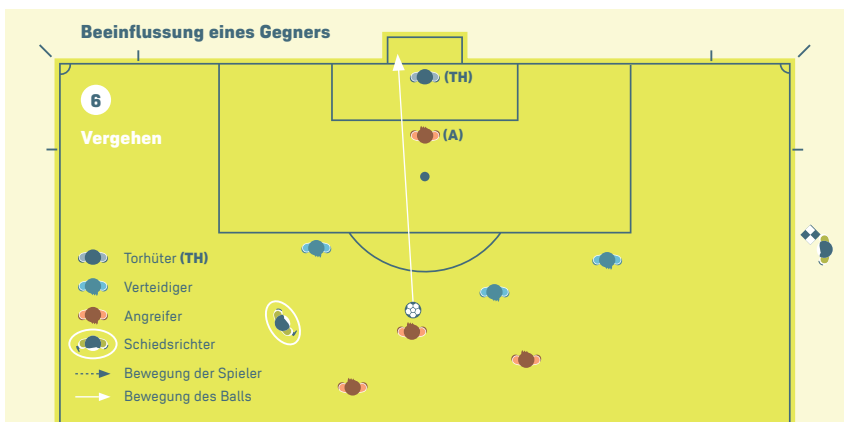 Beeinflussung eines Gegners
(TH)
6
(A)
Vergehen
Torhüter (TH)
Verteidiger
Angreifer
Schiedsrichter
Bewegung der Spieler
Bewegung des Balls